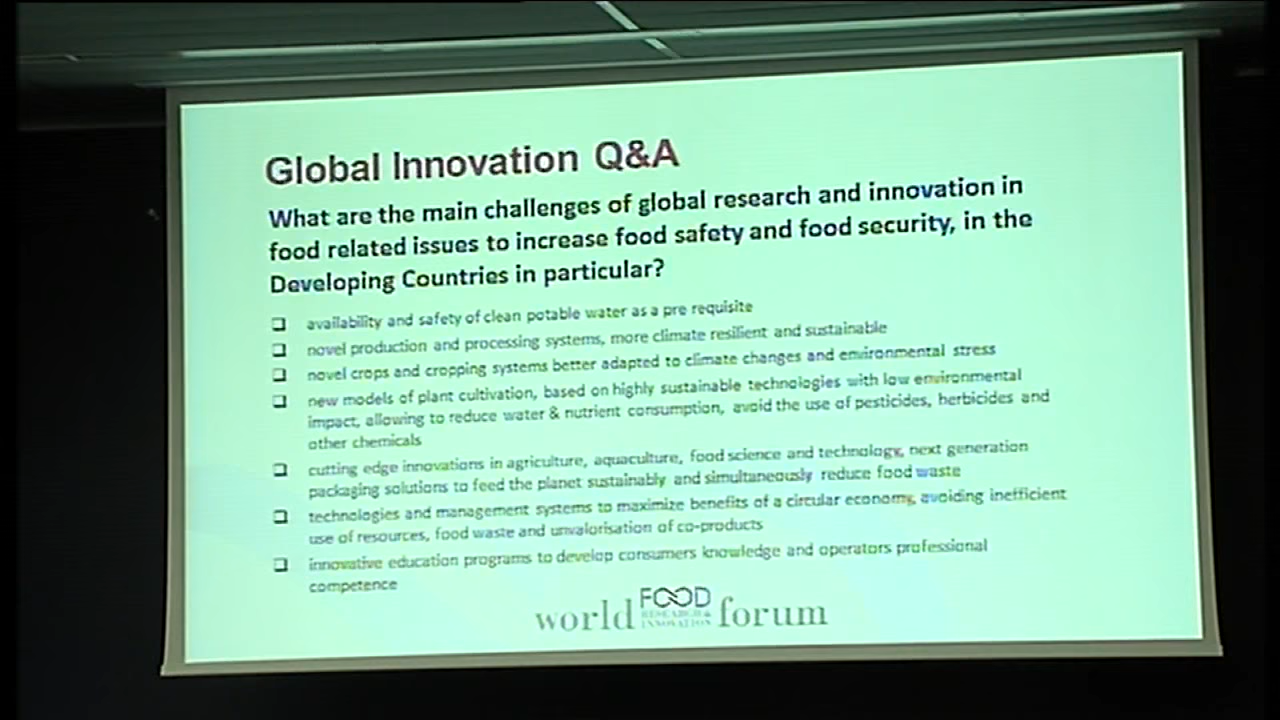 Global Innovation Q&A
What are the main challenges of global research and innovation in
food related issues to increase food safety and food security, in the
Developing Countries in particular?
❑ availability and safety of clean potable water as a pre requisite
❑ novel production and processing systems, more climate resilient and sustainable
❑ novel crops and cropping systems better adapted to climate changes and environmental stress
❑ new models of plant cultivation, based on highly sustainable technologies with low environmental
impact, allowing to reduce water & nutrient consumption, avoid the use of pesticides, herbicides and
other chemicals
❑ cutting edge innovations in agriculture, aquaculture, food science and technology, next generation
packaging solutions to feed the planet sustainably and simultaneously reduce food waste
❑ technologies and management systems to maximize benefits of a circular economy, avoiding inefficient
use of resources, food waste and unvalorisation of co-products
❑ innovative education programs to develop consumers knowledge and operators professional
competence
world FOOD RESEARCH & INNOVATION forum